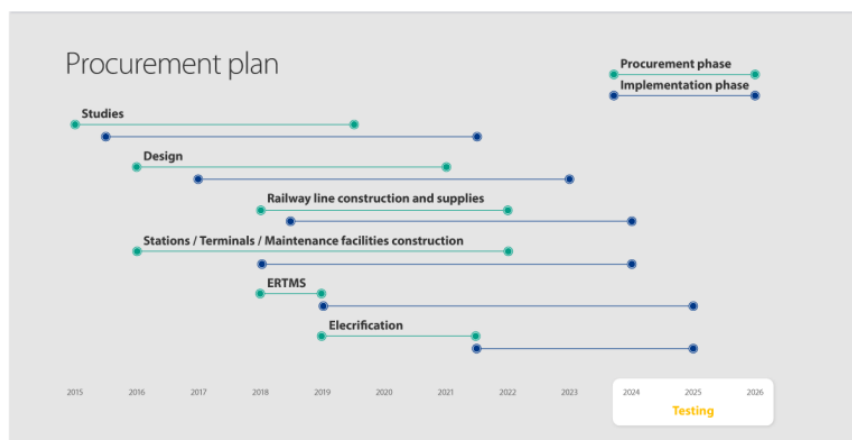 Procurement plan
Procurement phase
Implementation phase
Studies
Design
Railway line construction and supplies
Stations / Terminals / Maintenance facilities construction
ERTMS
Elecrification
2015 2016 2017 2018 2019 2020 2021 2022 2023 2024 2025 2026
Testing